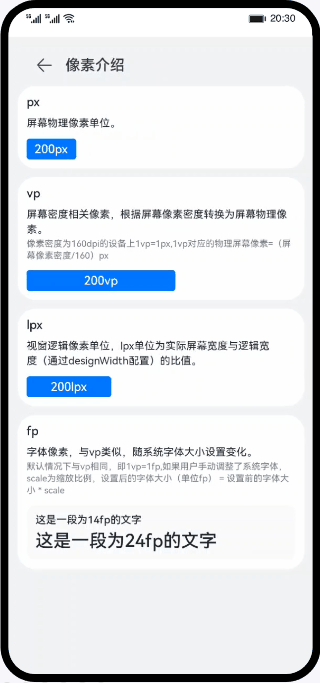 20:30
像素介绍
px
屏幕物理像素单位。
200px
vp
屏幕密度相关像素，根据屏幕像素密度转换为屏幕物理像
素。
像素密度为160dpi的设备上1vp=1px,1vp对应的物理屏幕像素=（屏
幕像素密度/160）px
200vp
lpx
视窗逻辑像素单位，lpx单位为实际屏幕宽度与逻辑宽
度（通过designWidth配置）的比值。
200lpx
fp
字体像素，与vp类似，随系统字体大小设置变化。
默认情况下与vp相同，即1vp=1fp,如果用户手动调整了系统字体，
scale为缩放比例，设置后的字体大小（单位fp） = 设置前的字体大
小 * scale
这是一段为14fp的文字
这是一段为24fp的文字